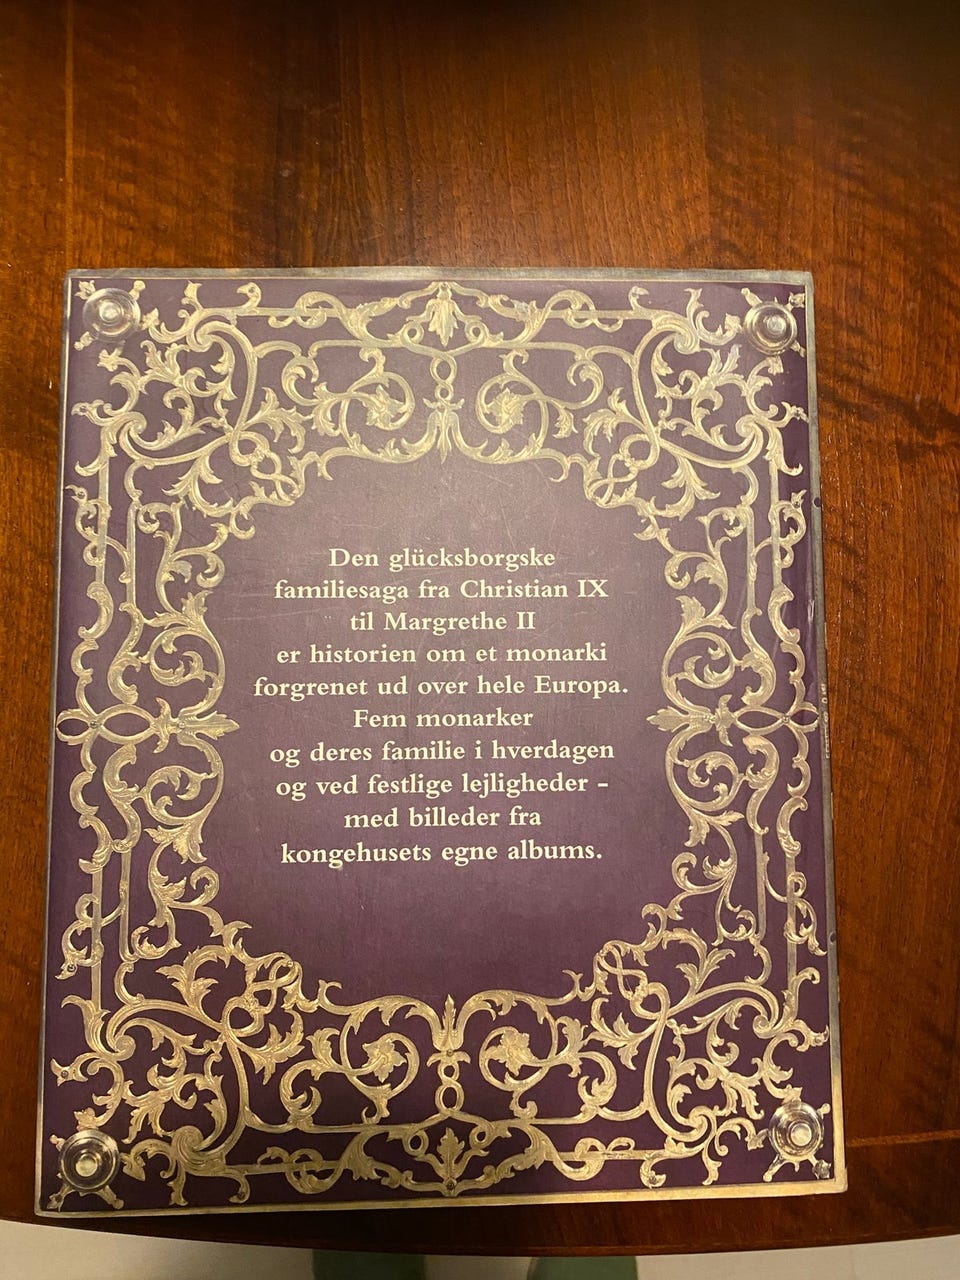 Den glücksborgske
familiesaga fra Christian IX
til Margrethe II
er historien om et monarki
forgrenet ud over hele Europa.
Fem monarker
og deres familie i hverdagen
og ved festlige lejligheder -
med billeder fra
kongehusets egne albums.